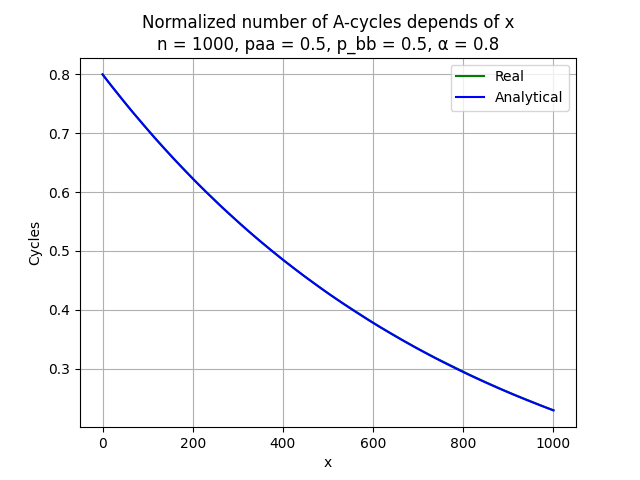 Normalized number of A-cycles depends of x
n = 1000, paa = 0.5, p_bb = 0.5, α = 0.8
Real
Analytical
0.8
0.7
0.6
0.5
0.4
0.3
Cycles
0 200 400 600 800 1000
x